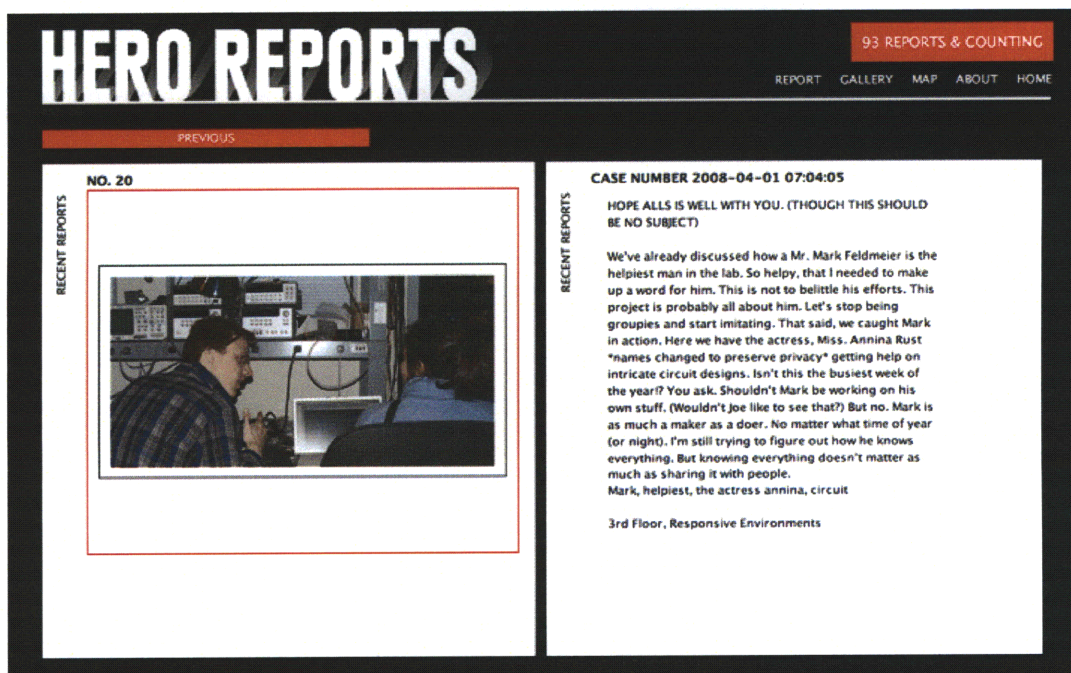 HERO REPORTS
93 REPORTS & COUNTING
REPORT GALLERY MAP ABOUT HOME
PREVIOUS
NO. 20
RECENT REPORTS
CASE NUMBER 2008-04-01 07:04:05
RECENT REPORTS
HOPE ALLS IS WELL WITH YOU. (THOUGH THIS SHOULD
BE NO SUBJECT)
We've already discussed how a Mr. Mark Feldmeier is the
helpiest man in the lab. So helpy, that I needed to make
up a word for him. This is not to belittle his efforts. This
project is probably all about him. Let's stop being
groupies and start imitating. That said, we caught Mark
in action. Here we have the actress, Miss. Annina Rust
*names changed to preserve privacy* getting help on
intricate circuit designs. Isn't this the busiest week of
the year!? You ask. Shouldn't Mark be working on his
own stuff. (Wouldn't Joe like to see that?) But no. Mark is
as much a maker as a doer. No matter what time of year
(or night). I'm still trying to figure out how he knows
everything. But knowing everything doesn't matter as
much as sharing it with people.
Mark, helpiest, the actress annina, circuit
3rd Floor, Responsive Environments